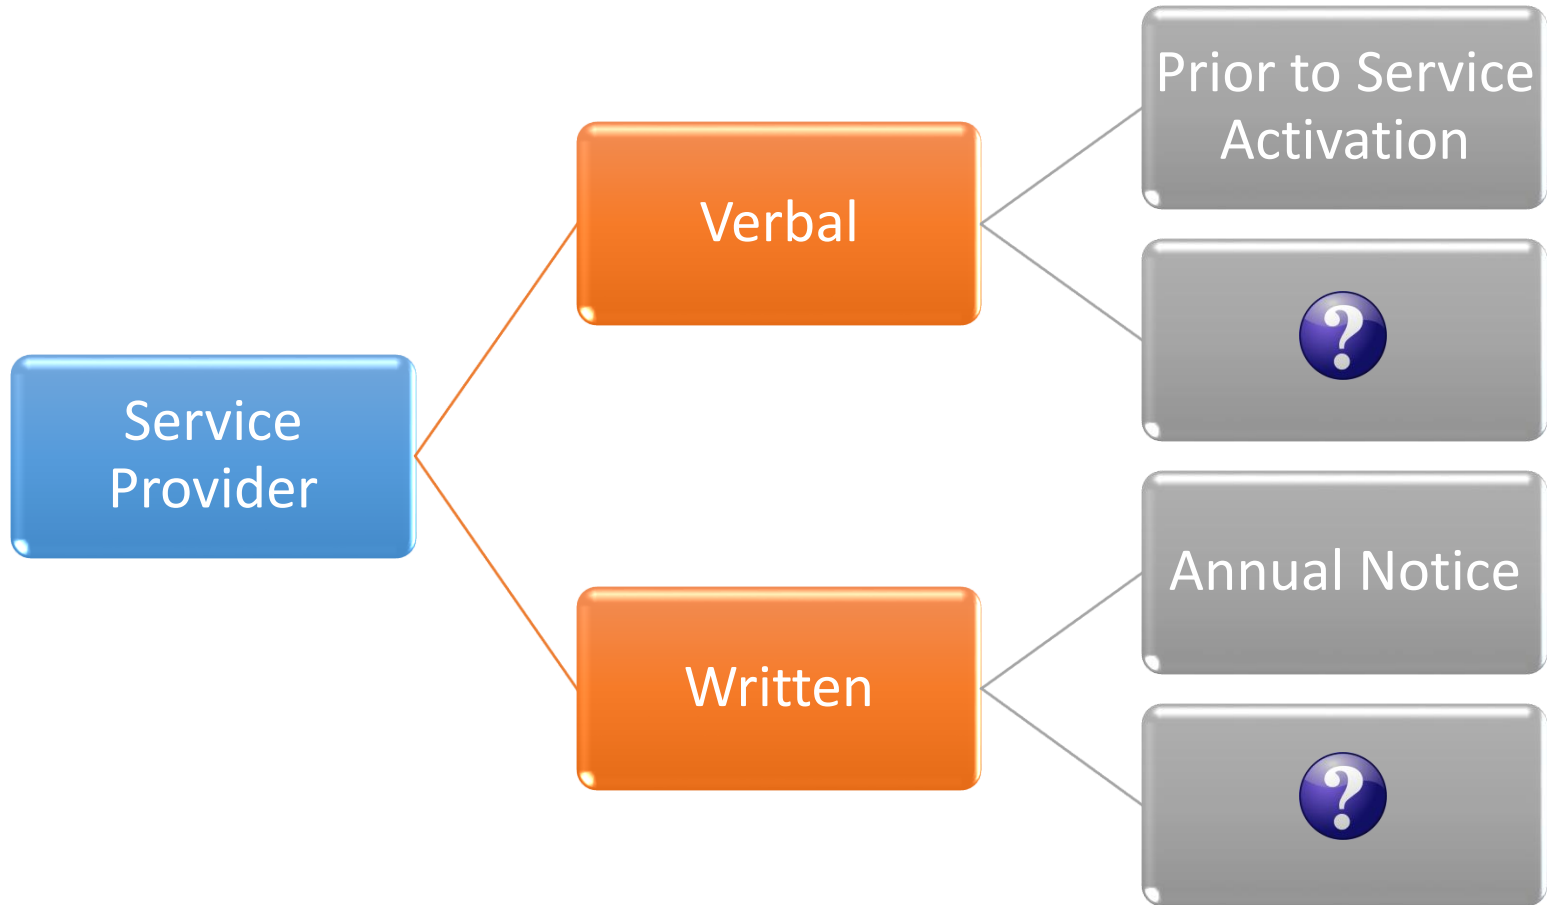 Prior to Service
Activation
Verbal
?
Service
Provider
Annual Notice
Written
?